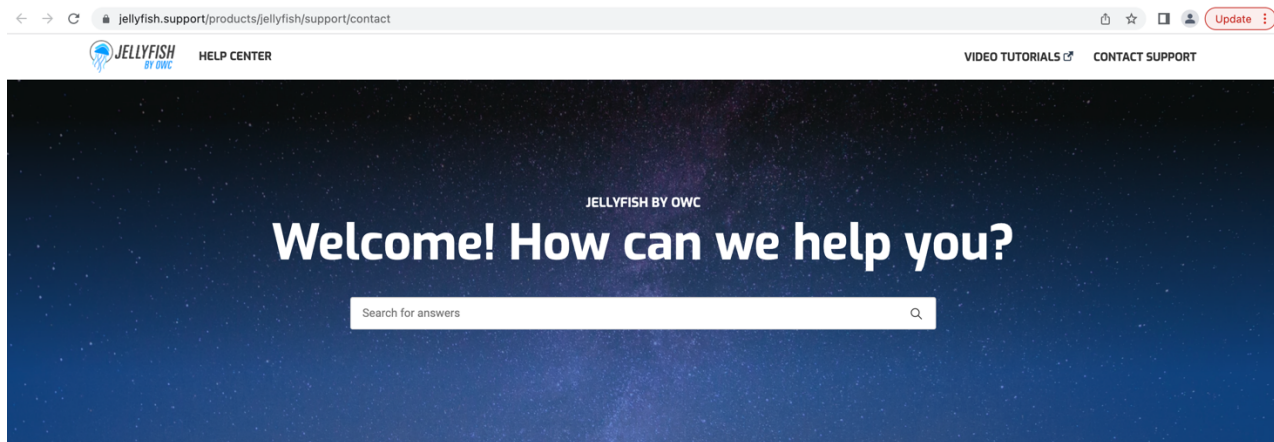 jellyfish.support/products/jellyfish/support/contact
Update
JELLYFISH
BY OWC
HELP CENTER
VIDEO TUTORIALS
CONTACT SUPPORT
JELLYFISH BY OWC
Welcome! How can we help you?
Search for answers